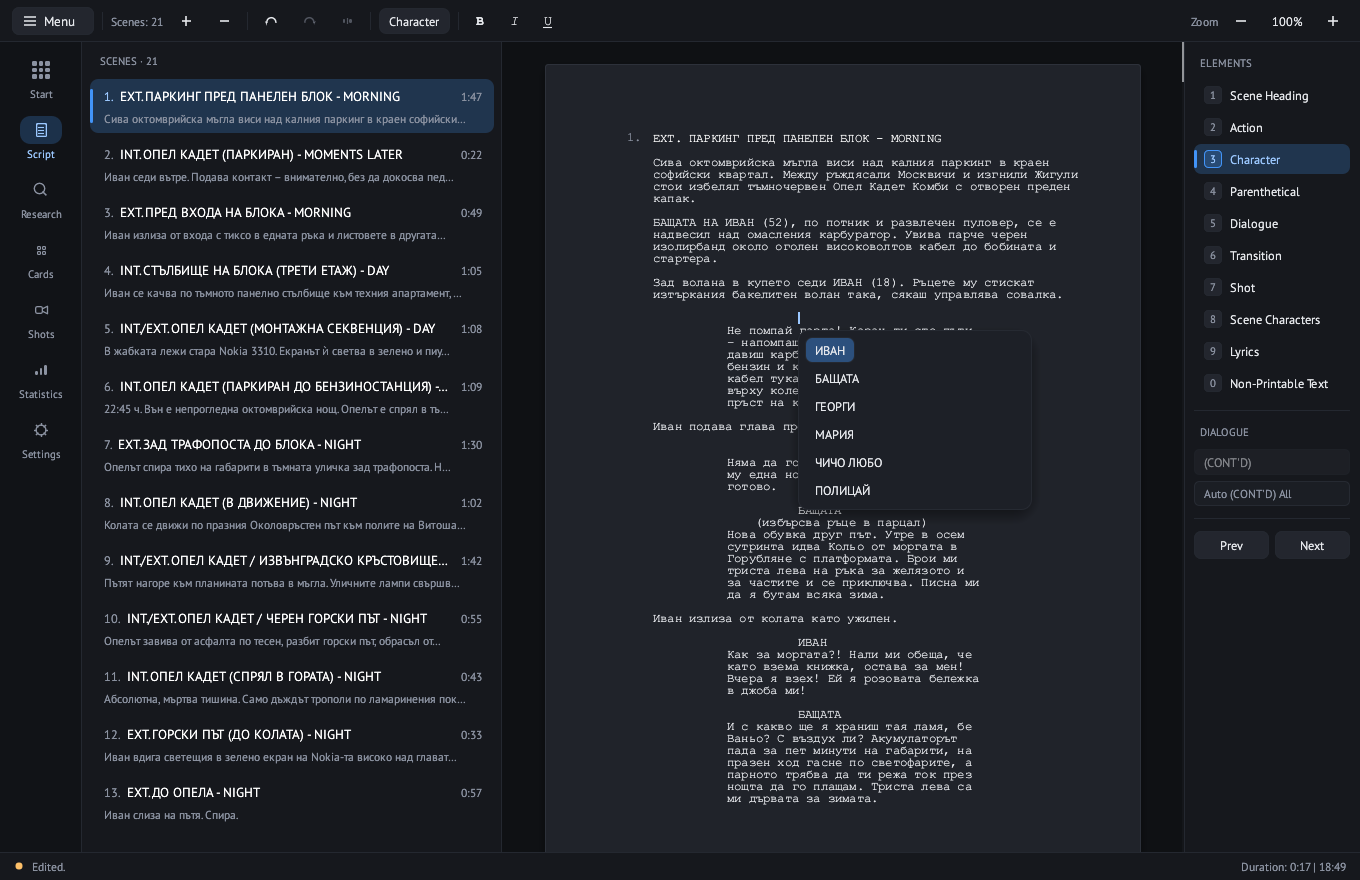 Menu
Scenes: 21
Character
B
I
U
Zoom
100%
Start
Script
Research
Cards
Shots
Statistics
Settings
SCENES · 21
1. EXT.ПАРКИНГ ПРЕД ПАНЕЛЕН БЛОК - MORNING 1:47
Сива октомврийска мъгла виси над калния паркинг в краен софийски...
2. INT.ОПЕЛ КАДЕТ (ПАРКИРАН) - MOMENTS LATER 0:22
Иван седи вътре. Подава контакт – внимателно, без да докосва пед...
3. EXT.ПРЕД ВХОДА НА БЛОКА - MORNING 0:49
Иван излиза от входа с тиксо в едната ръка и листовете в другата...
4. INT.СТЪЛБИЩЕ НА БЛОКА (ТРЕТИ ЕТАЖ) - DAY 1:05
Иван се качва по тъмното панелно стълбище към техния апартамент, ...
5. INT./EXT.ОПЕЛ КАДЕТ (МОНТАЖНА СЕКВЕНЦИЯ) - DAY 1:08
В жабката лежи стара Nokia 3310. Екранът ѝ светва в зелено и пиу...
6. INT.ОПЕЛ КАДЕТ (ПАРКИРАН ДО БЕНЗИНОСТАНЦИЯ) -... 1:09
22:45 ч. Вън е непрогледна октомврийска нощ. Опелът е спрял в тъ...
7. EXT.ЗАД ТРАФОПОСТА ДО БЛОКА - NIGHT 1:30
Опелът спира тихо на габарити в тъмната уличка зад трафопоста. Н...
8. INT.ОПЕЛ КАДЕТ (В ДВИЖЕНИЕ) - NIGHT 1:02
Колата се движи по празния Околовръстен път към полите на Витоша...
9. INT./EXT.ОПЕЛ КАДЕТ / ИЗВЪНГРАДСКО КРЪСТОВИЩЕ... 1:42
Пътят нагоре към планината потъва в мъгла. Уличните лампи свършв...
10. INT./EXT.ОПЕЛ КАДЕТ / ЧЕРЕН ГОРСКИ ПЪТ - NIGHT 0:55
Опелът завива от асфалта по тесен, разбит горски път, обрасъл от...
11. INT.ОПЕЛ КАДЕТ (СПРЯЛ В ГОРАТА) - NIGHT 0:43
Абсолютна, мъртва тишина. Само дъждът трополи по ламаринения пок...
12. EXT.ГОРСКИ ПЪТ (ДО КОЛАТА) - NIGHT 0:33
Иван вдига светещия в зелено екран на Nokia-та високо над глават...
13. EXT.ДО ОПЕЛА - NIGHT 0:57
Иван слиза на пътя. Спира.
1. EXT. ПАРКИНГ ПРЕД ПАНЕЛЕН БЛОК - MORNING
Сива октомврийска мъгла виси над калния паркинг в краен
софийски квартал. Между ръждясали Москвичи и изгнили Жигули
стои избелял тъмночервен Опел Кадет Комби с отворен преден
капак.
БАЩАТА НА ИВАН (52), по потник и развлечен пуловер, се е
надвесил над омасления карбуратор. Увива парче черен
изолирбанд около оголен високоволтов кабел до бобината и
стартера.
Зад волана в купето седи ИВАН (18). Ръцете му стискат
изтъркания бакелитен волан така, сякаш управлява совалка.
Не помпай
– напомпаш
давиш карб
бензин и к
кабел тука
върху коле
пръст на к
Иван подава глава пр
Няма да го
му една но
готово.
ИВАН
БАЩАТА
ГЕОРГИ
МАРИЯ
ЧИЧО ЛЮБО
ПОЛИЦАЙ
БАЩАТА
(избърсва ръце в парцал)
Нова обувка друг път. Утре в осем
сутринта идва Кольо от моргата в
Горубляне с платформата. Брои ми
триста лева на ръка за желязото и
за частите и се приключва. Писна ми
да я бутам всяка зима.
Иван излиза от колата като ужилен.
ИВАН
Как за моргата?! Нали ми обеща, че
като взема книжка, остава за мен!
Вчера я взех! Ей я розовата бележка
в джоба ми!
БАЩАТА
И с какво ще я храниш тая ламя, бе
Ваньо? С въздух ли? Акумулаторът
пада за пет минути на габарити, на
празен ход гасне по светофарите, а
парното трябва да ти режа ток през
нощта да го плащам. Триста лева са
ми дървата за зимата.
ELEMENTS
1 Scene Heading
2 Action
3 Character
4 Parenthetical
5 Dialogue
6 Transition
7 Shot
8 Scene Characters
9 Lyrics
0 Non-Printable Text
DIALOGUE
(CONT'D)
Auto (CONT'D) All
Prev
Next
Edited.
Duration: 0:17 | 18:49